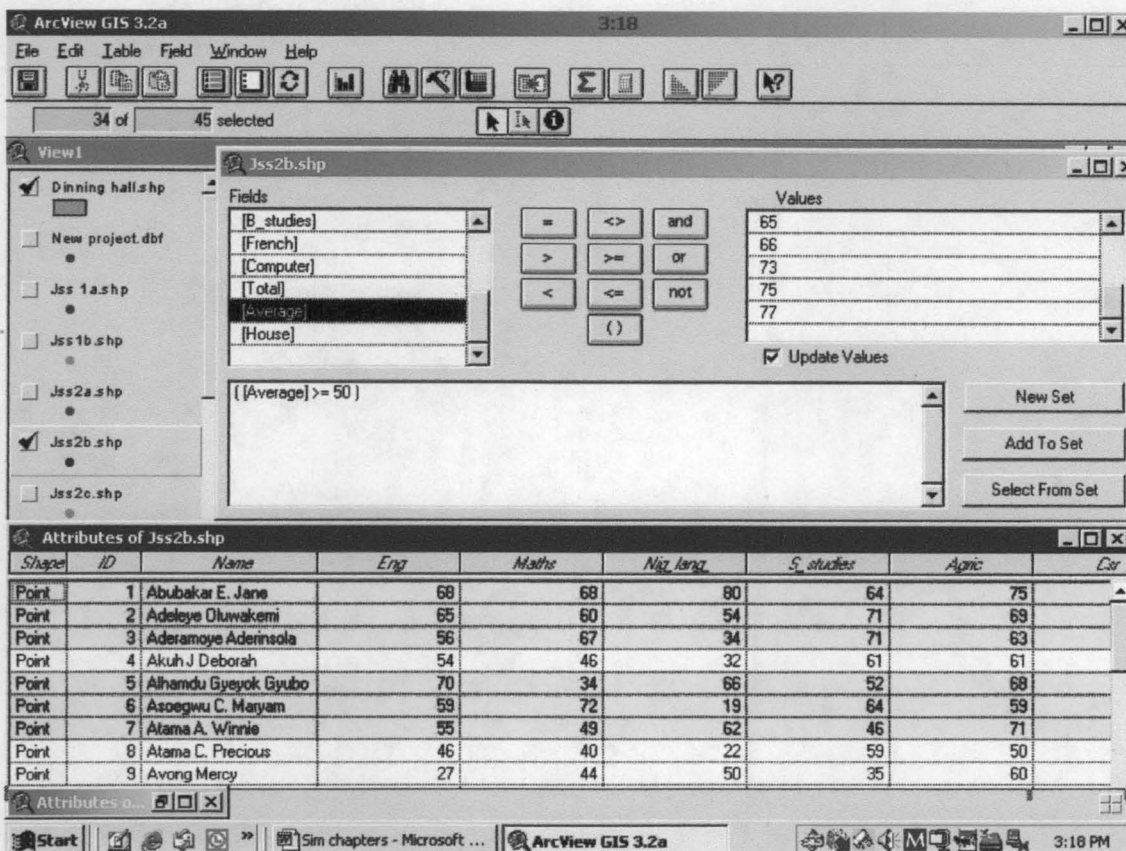 ArcView GIS 3.2a 3:18
File Edit Table Field Window Help
34 of 45 selected
View1
Dinning hall.shp
New project.dbf
Jss 1a.shp
Jss1b.shp
Jss2a.shp
Jss2b.shp
Jss2c.shp
Jss2b.shp
Fields
[B_studies]
[French]
[Computer]
[Total]
[Average]
[House]
= <> and
> >= or
< <= not
( )
Values
65
66
73
75
77
Update Values
( [Average] >= 50 )
New Set
Add To Set
Select From Set
Attributes of Jss2b.shp
Shape ID Name Eng Maths Nig_lang_ S_studies Agric Csr
Point 1 Abubakar E. Jane 68 68 80 64 75
Point 2 Adeleye Oluwakemi 65 60 54 71 69
Point 3 Aderamoye Aderinsola 56 67 34 71 63
Point 4 Akuh J Deborah 54 46 32 61 61
Point 5 Alhamdu Gyeyok Gyubo 70 34 66 52 68
Point 6 Asoegwu C. Maryam 59 72 19 64 59
Point 7 Atama A. Winnie 55 49 62 46 71
Point 8 Atama C. Precious 46 40 22 59 50
Point 9 Avong Mercy 27 44 50 35 60
Attributes o...
Start » Sim chapters - Microsoft ... ArcView GIS 3.2a M 3:18 PM